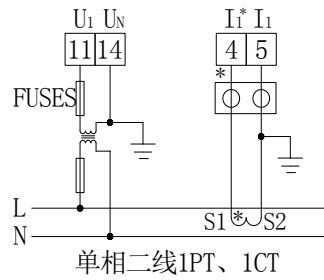 U1 UN I1* I1
11 14 4 5
*
FUSES
L
S1 * S2
N
单相二线1PT、1CT